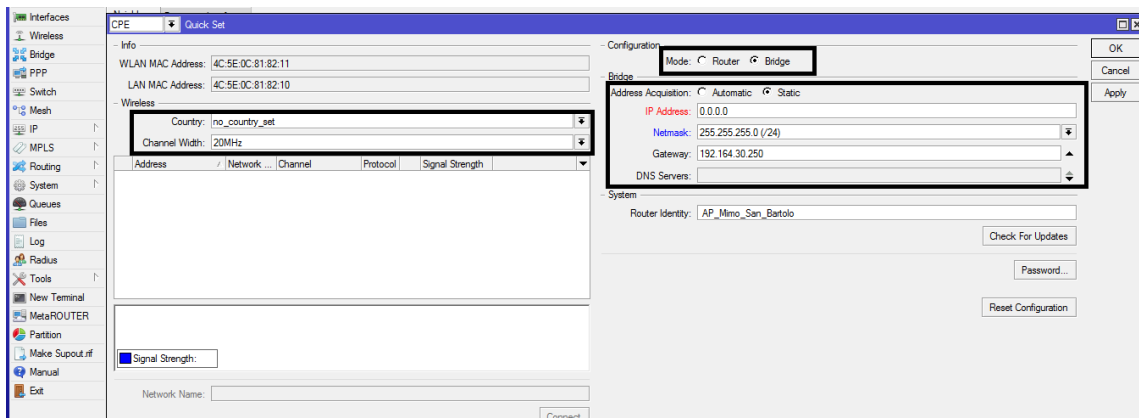 Interfaces
Wireless
Bridge
PPP
Switch
Mesh
IP
MPLS
Routing
System
Queues
Files
Log
Radius
Tools
New Terminal
MetaROUTER
Partition
Make Supout.rif
Manual
Exit
CPE Quick Set
Info
WLAN MAC Address: 4C:5E:0C:81:82:11
LAN MAC Address: 4C:5E:0C:81:82:10
Wireless
Country: no_country_set
Channel Width: 20MHz
Address / Network ... Channel Protocol Signal Strength
Signal Strength:
Network Name:
Connect
Configuration
Mode: Router Bridge
Bridge
Address Acquisition: Automatic Static
IP Address: 0.0.0.0
Netmask: 255.255.255.0 (/24)
Gateway: 192.164.30.250
DNS Servers:
System
Router Identity: AP_Mimo_San_Bartolo
Check For Updates
Password...
Reset Configuration
OK
Cancel
Apply